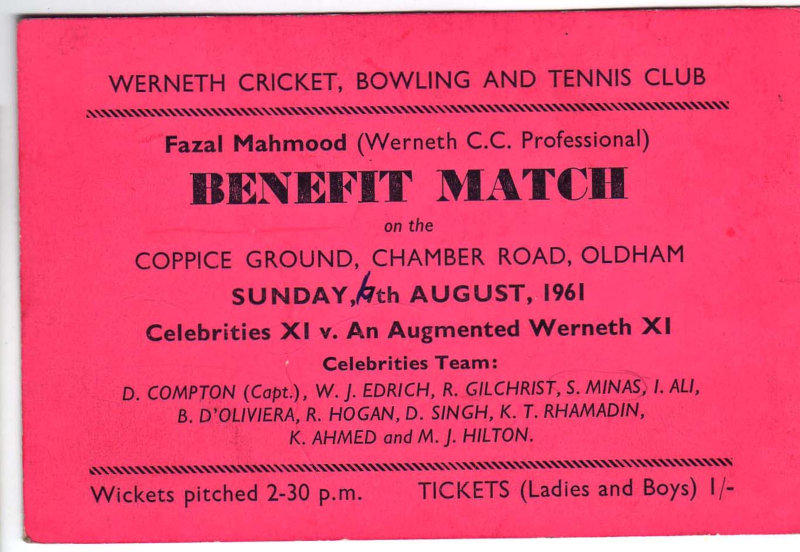 WERNETH CRICKET, BOWLING AND TENNIS CLUB
Fazal Mahmood (Werneth C.C. Professional)
BENEFIT MATCH
on the
COPPICE GROUND, CHAMBER ROAD, OLDHAM
SUNDAY, 6th AUGUST, 1961
Celebrities XI v. An Augmented Werneth XI
Celebrities Team:
D. COMPTON (Capt.), W. J. EDRICH, R. GILCHRIST, S. MINAS, I. ALI,
B. D'OLIVIERA, R. HOGAN, D. SINGH, K. T. RHAMADIN,
K. AHMED and M. J. HILTON.
Wickets pitched 2-30 p.m. TICKETS (Ladies and Boys) 1/-